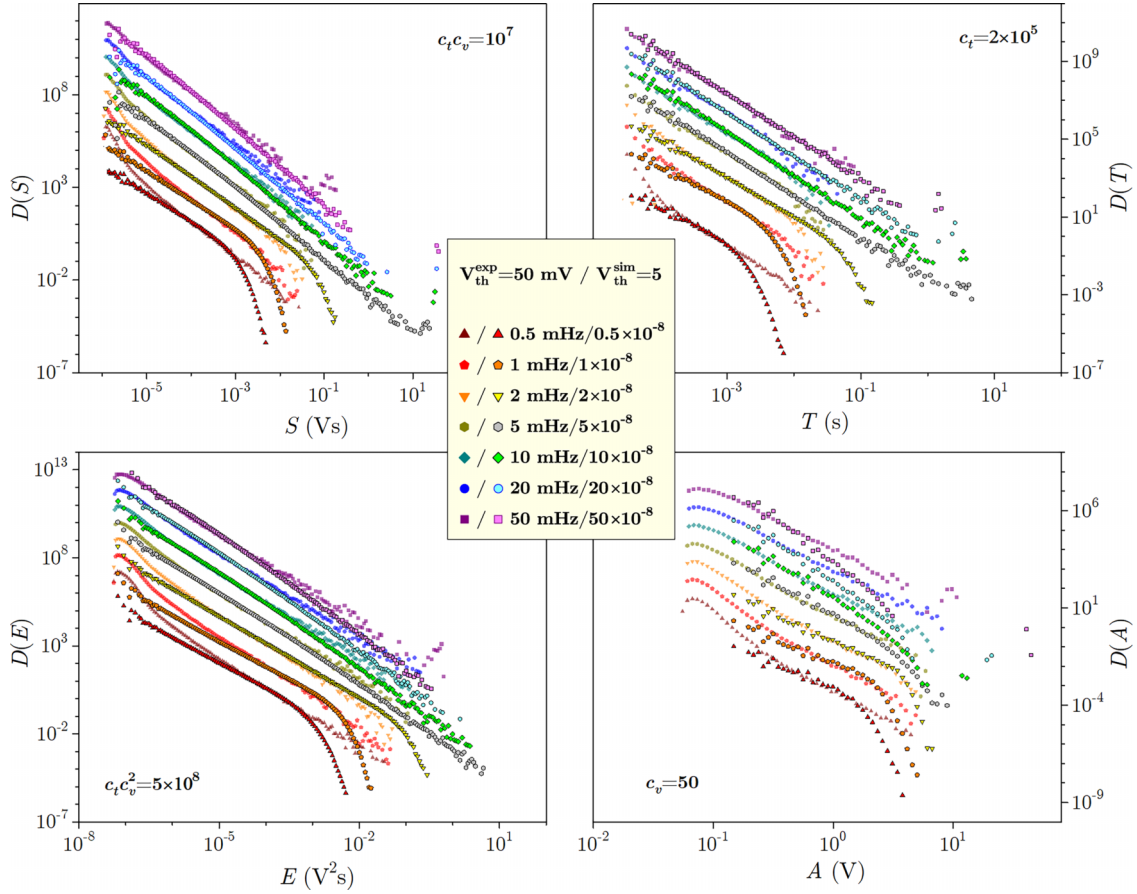 c_t c_v=10^7
c_t=2×10^5
10^8
10^3
10^-2
10^-7
D(S)
10^9
10^5
10^1
10^-3
10^-7
D(T)
10^-5
10^-3
10^-1
10^1
S (Vs)
10^-3
10^-1
10^1
T (s)
V_th^exp=50 mV / V_th^sim=5
/ 0.5 mHz/0.5×10^-8
/ 1 mHz/1×10^-8
/ 2 mHz/2×10^-8
/ 5 mHz/5×10^-8
/ 10 mHz/10×10^-8
/ 20 mHz/20×10^-8
/ 50 mHz/50×10^-8
10^13
10^8
10^3
10^-2
10^-7
D(E)
c_t c_v^2=5×10^8
10^6
10^1
10^-4
10^-9
D(A)
c_v=50
10^-8
10^-5
10^-2
10^1
E (V^2s)
10^-2
10^-1
10^0
10^1
A (V)